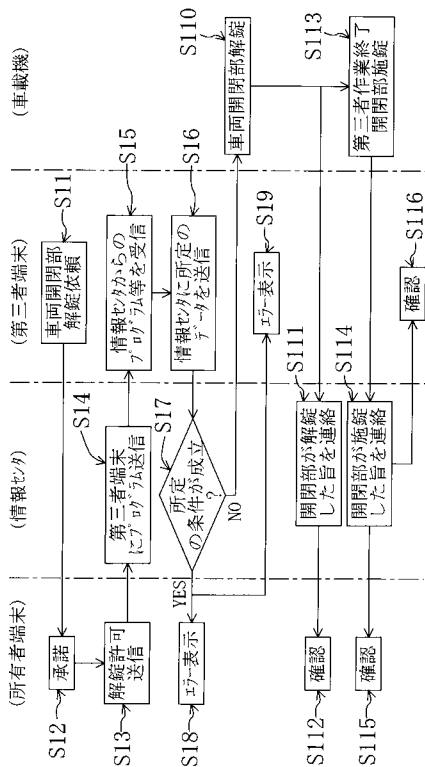 (所有者端末)
(情報センタ)
(第三者端末)
(車載機)
S11
車両開閉部
解錠依頼
S12
承諾
S13
解錠許可
送信
S14
第三者端末
にプログラム送信
S15
情報センタからの
プログラム等を受信
S16
情報センタに所定の
データを送信
S17
所定
の条件が成立
?
YES
NO
S18
エラー表示
S19
エラー表示
S110
車両開閉部解錠
S111
開閉部が解錠
した旨を連絡
S112
確認
S113
第三者作業終了
開閉部施錠
S114
開閉部が施錠
した旨を連絡
S115
確認
S116
確認